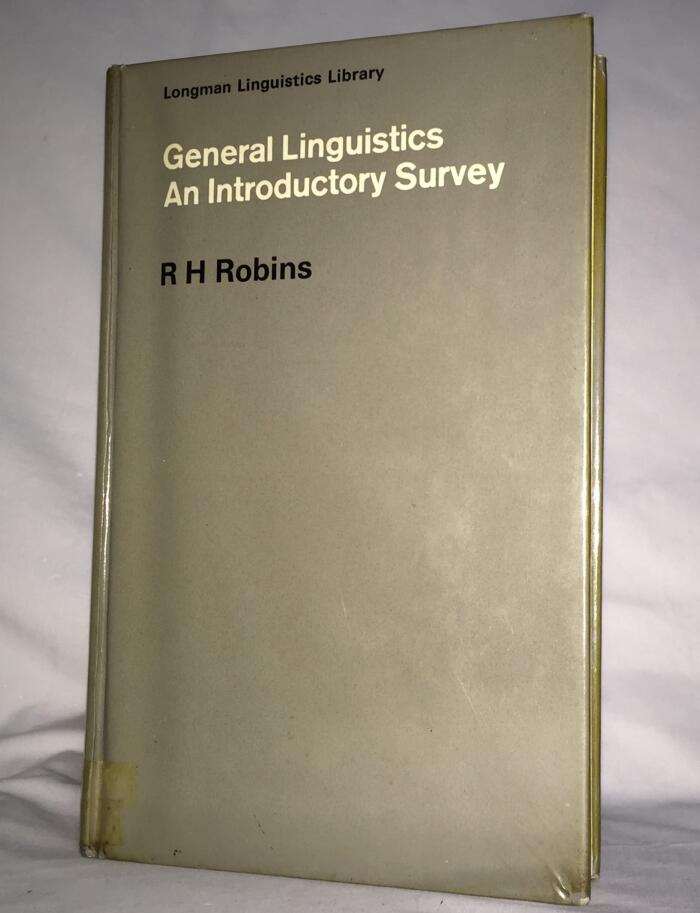 Longman Linguistics Library
General Linguistics
An Introductory Survey
R H Robins